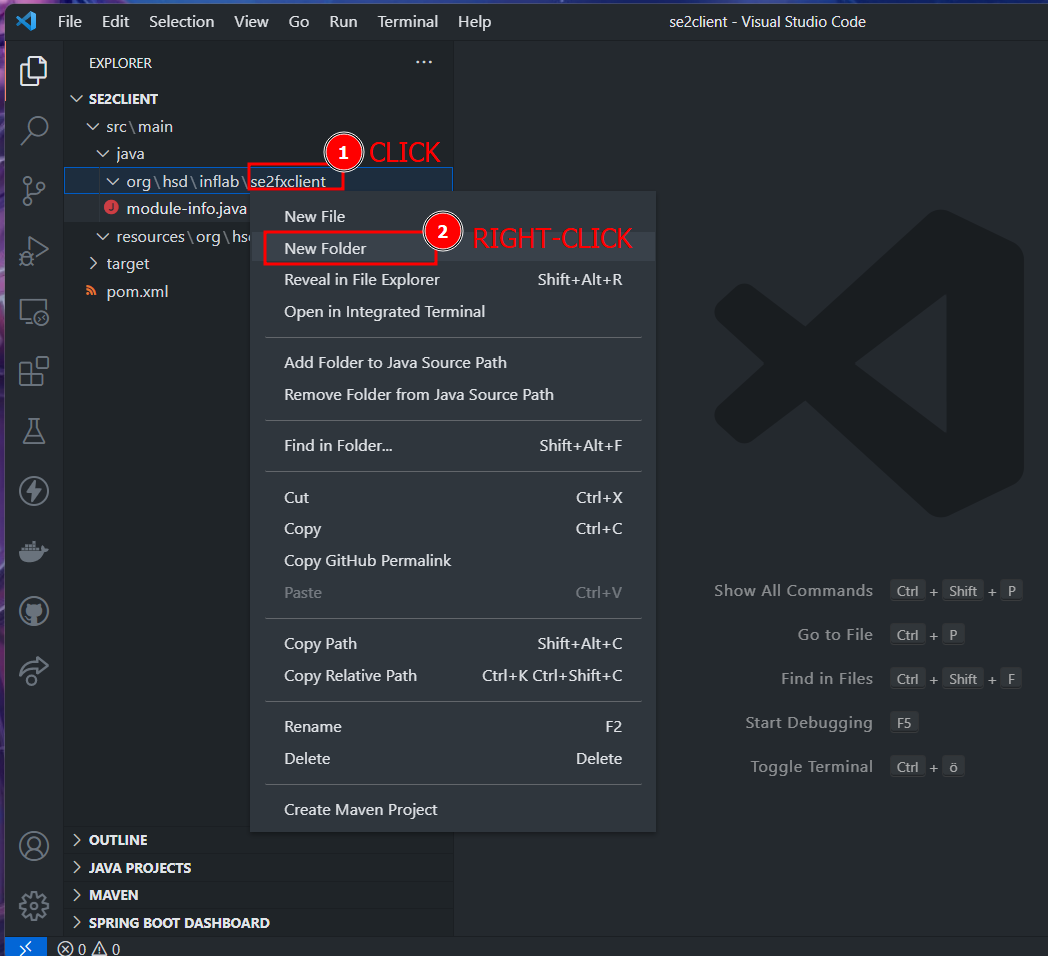 File Edit Selection View Go Run Terminal Help se2client - Visual Studio Code
EXPLORER ...
SE2CLIENT
src\main
java
org\hsd\inflab\se2fxclient
1 CLICK
J module-info.java
resources\org\hsd
target
pom.xml
New File
New Folder
2 RIGHT-CLICK
Reveal in File Explorer Shift+Alt+R
Open in Integrated Terminal
Add Folder to Java Source Path
Remove Folder from Java Source Path
Find in Folder... Shift+Alt+F
Cut Ctrl+X
Copy Ctrl+C
Copy GitHub Permalink
Paste Ctrl+V
Copy Path Shift+Alt+C
Copy Relative Path Ctrl+K Ctrl+Shift+C
Rename F2
Delete Delete
Create Maven Project
Show All Commands Ctrl + Shift + P
Go to File Ctrl + P
Find in Files Ctrl + Shift + F
Start Debugging F5
Toggle Terminal Ctrl + ö
OUTLINE
JAVA PROJECTS
MAVEN
SPRING BOOT DASHBOARD
0 0